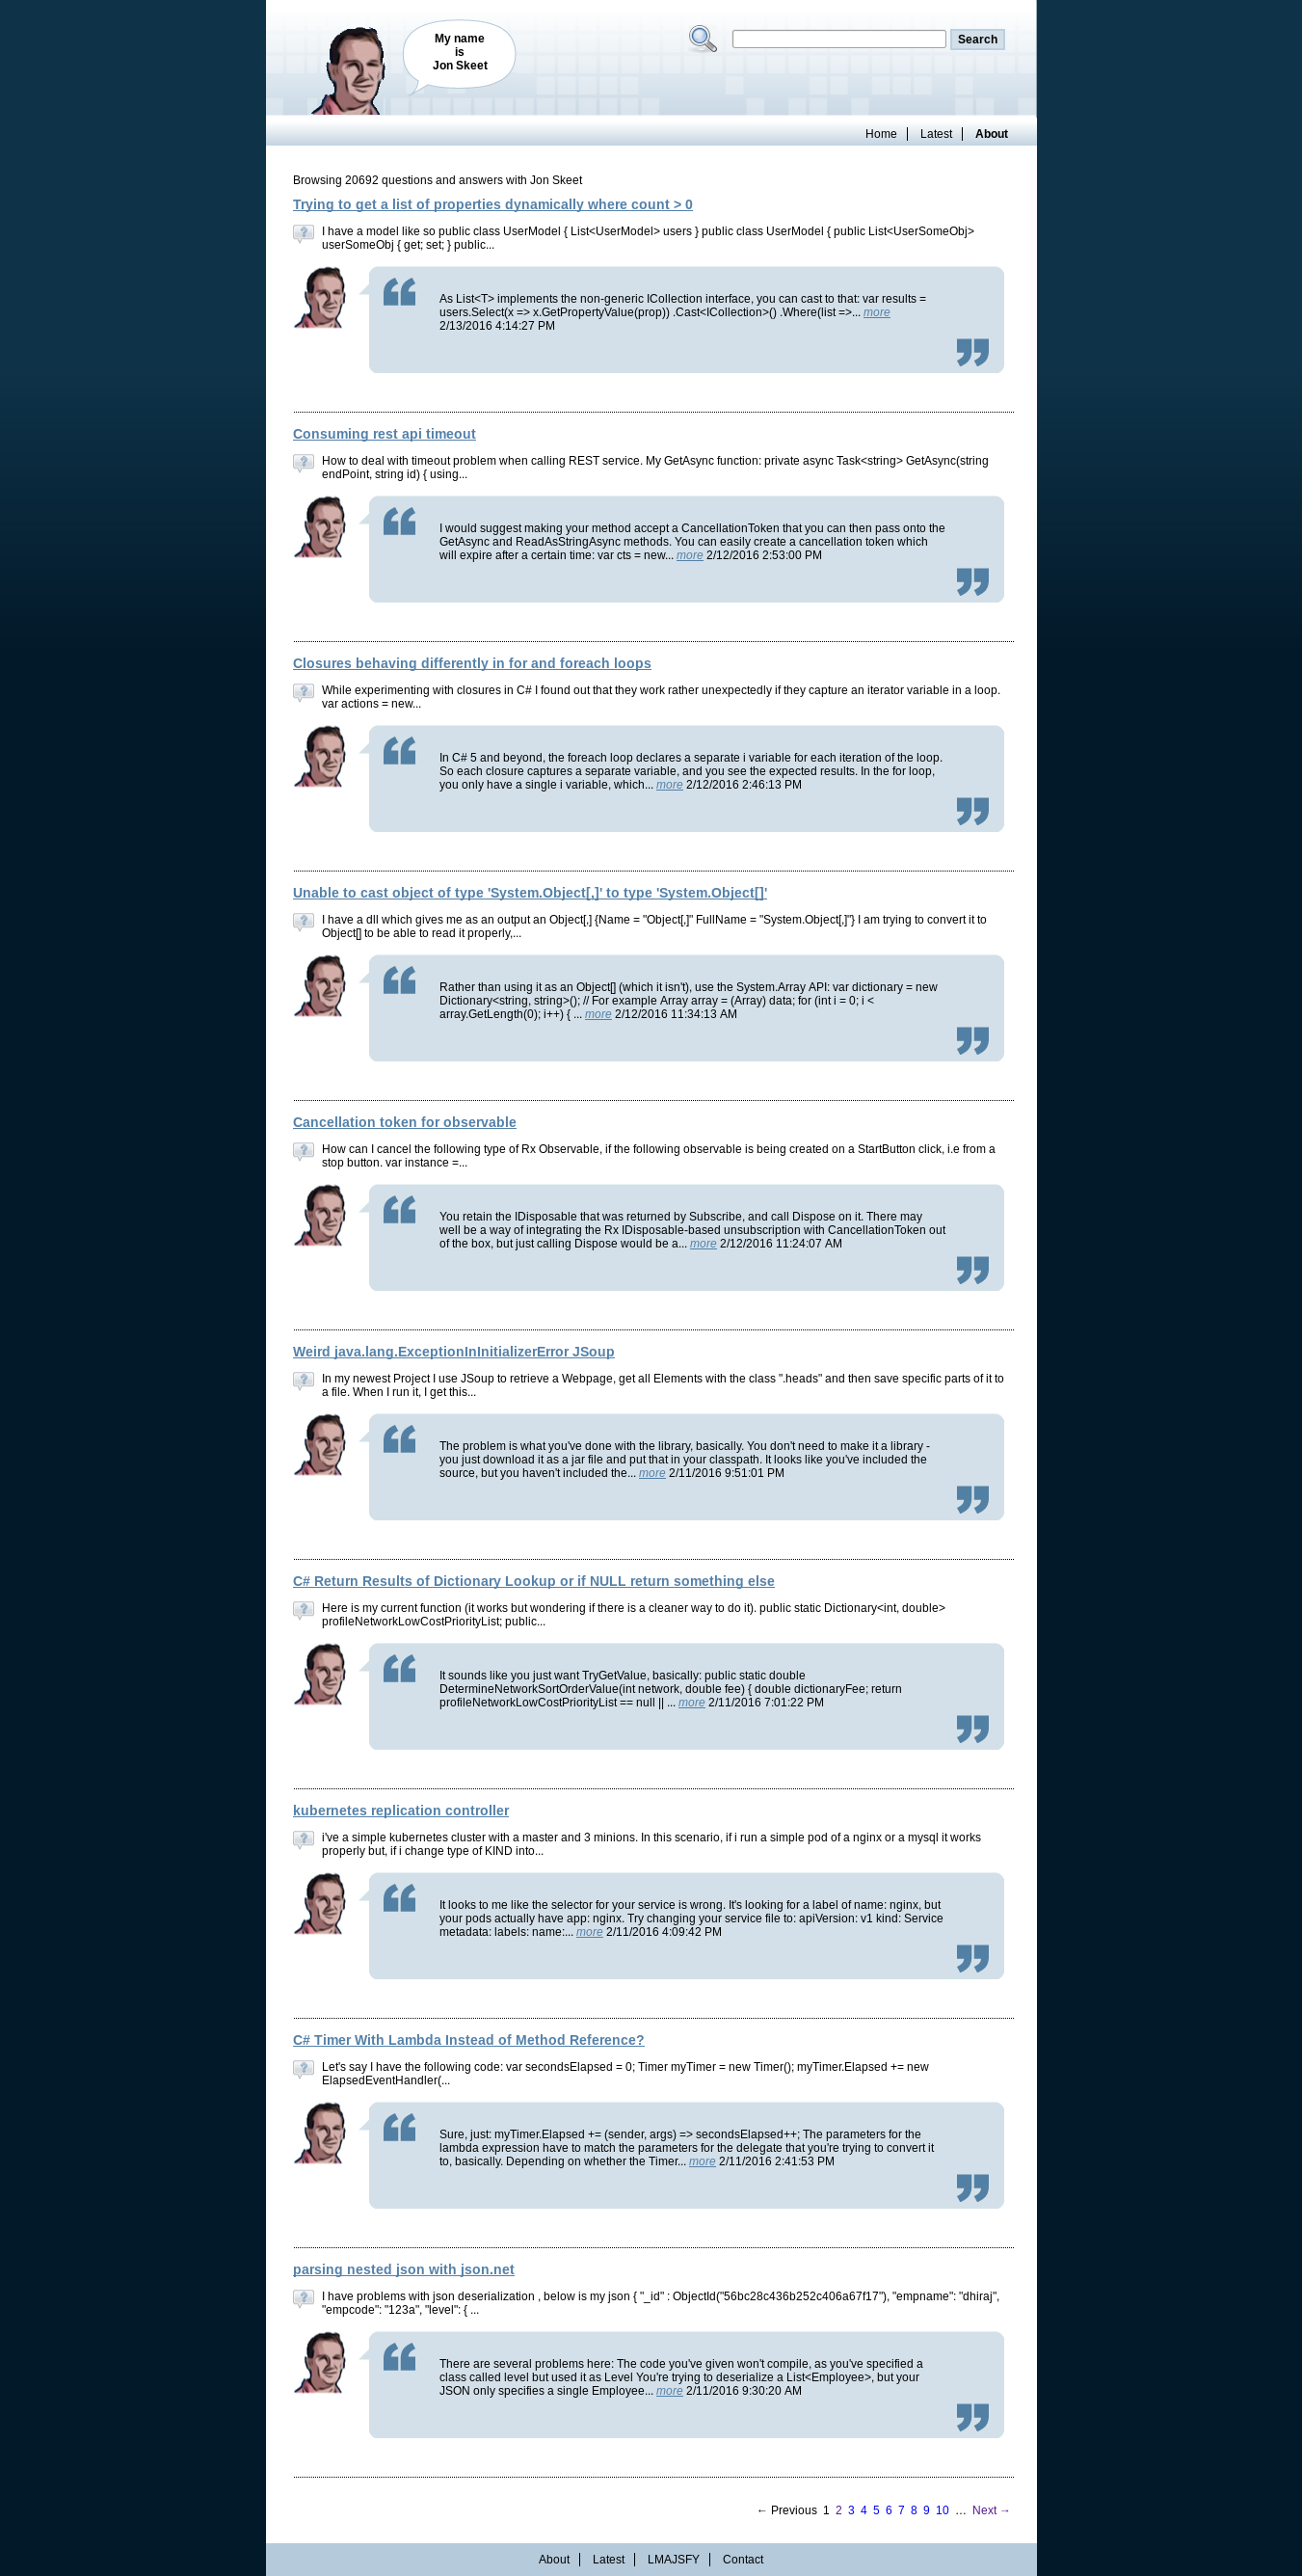 My name
is
Jon Skeet
Search
Home
Latest
About
Browsing 20692 questions and answers with Jon Skeet
Trying to get a list of properties dynamically where count > 0
I have a model like so public class UserModel { List<UserModel> users } public class UserModel { public List<UserSomeObj>
userSomeObj { get; set; } public...
As List<T> implements the non-generic ICollection interface, you can cast to that: var results =
users.Select(x => x.GetPropertyValue(prop)) .Cast<ICollection>() .Where(list =>... more
2/13/2016 4:14:27 PM
Consuming rest api timeout
How to deal with timeout problem when calling REST service. My GetAsync function: private async Task<string> GetAsync(string
endPoint, string id) { using...
I would suggest making your method accept a CancellationToken that you can then pass onto the
GetAsync and ReadAsStringAsync methods. You can easily create a cancellation token which
will expire after a certain time: var cts = new... more 2/12/2016 2:53:00 PM
Closures behaving differently in for and foreach loops
While experimenting with closures in C# I found out that they work rather unexpectedly if they capture an iterator variable in a loop.
var actions = new...
In C# 5 and beyond, the foreach loop declares a separate i variable for each iteration of the loop.
So each closure captures a separate variable, and you see the expected results. In the for loop,
you only have a single i variable, which... more 2/12/2016 2:46:13 PM
Unable to cast object of type 'System.Object[,]' to type 'System.Object[]'
I have a dll which gives me as an output an Object[,] {Name = "Object[,]" FullName = "System.Object[,]"} I am trying to convert it to
Object[] to be able to read it properly,...
Rather than using it as an Object[] (which it isn't), use the System.Array API: var dictionary = new
Dictionary<string, string>(); // For example Array array = (Array) data; for (int i = 0; i <
array.GetLength(0); i++) { ... more 2/12/2016 11:34:13 AM
Cancellation token for observable
How can I cancel the following type of Rx Observable, if the following observable is being created on a StartButton click, i.e from a
stop button. var instance =...
You retain the IDisposable that was returned by Subscribe, and call Dispose on it. There may
well be a way of integrating the Rx IDisposable-based unsubscription with CancellationToken out
of the box, but just calling Dispose would be a... more 2/12/2016 11:24:07 AM
Weird java.lang.ExceptionInInitializerError JSoup
In my newest Project I use JSoup to retrieve a Webpage, get all Elements with the class ".heads" and then save specific parts of it to
a file. When I run it, I get this...
The problem is what you've done with the library, basically. You don't need to make it a library -
you just download it as a jar file and put that in your classpath. It looks like you've included the
source, but you haven't included the... more 2/11/2016 9:51:01 PM
C# Return Results of Dictionary Lookup or if NULL return something else
Here is my current function (it works but wondering if there is a cleaner way to do it). public static Dictionary<int, double>
profileNetworkLowCostPriorityList; public...
It sounds like you just want TryGetValue, basically: public static double
DetermineNetworkSortOrderValue(int network, double fee) { double dictionaryFee; return
profileNetworkLowCostPriorityList == null || ... more 2/11/2016 7:01:22 PM
kubernetes replication controller
i've a simple kubernetes cluster with a master and 3 minions. In this scenario, if i run a simple pod of a nginx or a mysql it works
properly but, if i change type of KIND into...
It looks to me like the selector for your service is wrong. It's looking for a label of name: nginx, but
your pods actually have app: nginx. Try changing your service file to: apiVersion: v1 kind: Service
metadata: labels: name:... more 2/11/2016 4:09:42 PM
C# Timer With Lambda Instead of Method Reference?
Let's say I have the following code: var secondsElapsed = 0; Timer myTimer = new Timer(); myTimer.Elapsed += new
ElapsedEventHandler(...
Sure, just: myTimer.Elapsed += (sender, args) => secondsElapsed++; The parameters for the
lambda expression have to match the parameters for the delegate that you're trying to convert it
to, basically. Depending on whether the Timer... more 2/11/2016 2:41:53 PM
parsing nested json with json.net
I have problems with json deserialization , below is my json { "_id" : ObjectId("56bc28c436b252c406a67f17"), "empname": "dhiraj",
"empcode": "123a", "level": { ...
There are several problems here: The code you've given won't compile, as you've specified a
class called level but used it as Level You're trying to deserialize a List<Employee>, but your
JSON only specifies a single Employee... more 2/11/2016 9:30:20 AM
← Previous 1 2 3 4 5 6 7 8 9 10 … Next →
About
Latest
LMAJSFY
Contact